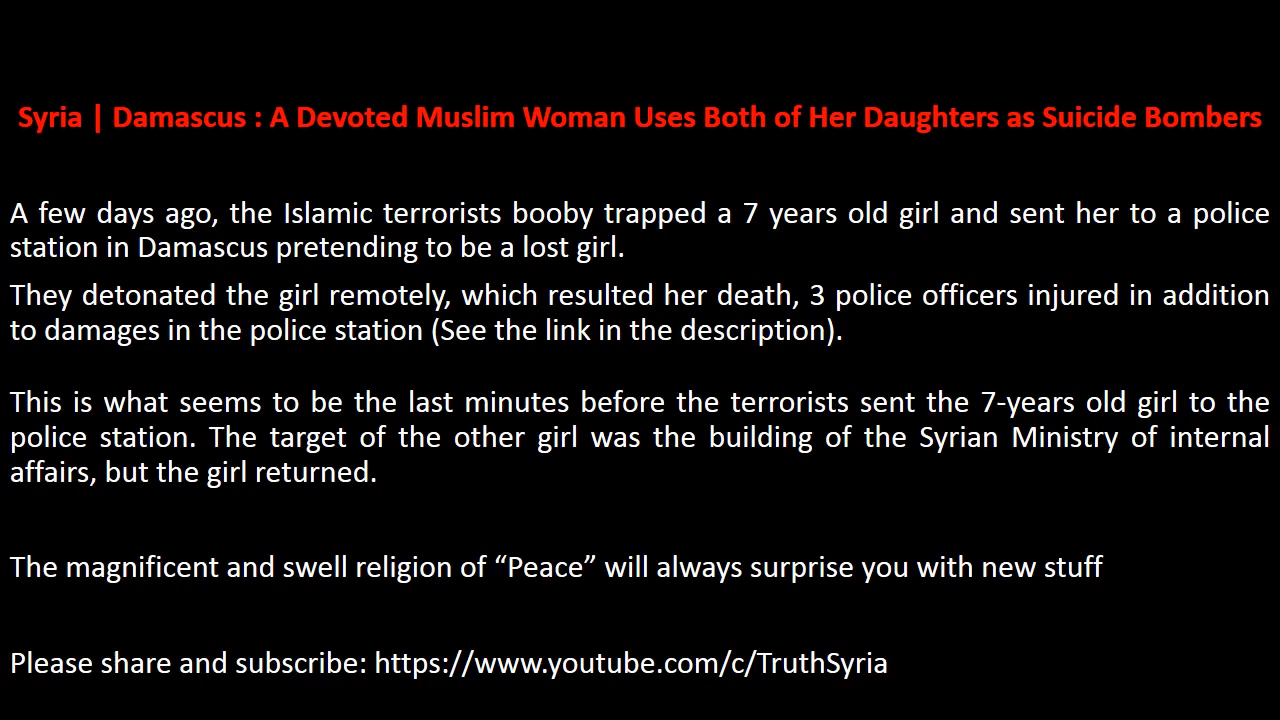 Syria | Damascus : A Devoted Muslim Woman Uses Both of Her Daughters as Suicide Bombers
A few days ago, the Islamic terrorists booby trapped a 7 years old girl and sent her to a police
station in Damascus pretending to be a lost girl.
They detonated the girl remotely, which resulted her death, 3 police officers injured in addition
to damages in the police station (See the link in the description).
This is what seems to be the last minutes before the terrorists sent the 7-years old girl to the
police station. The target of the other girl was the building of the Syrian Ministry of internal
affairs, but the girl returned.
The magnificent and swell religion of “Peace” will always surprise you with new stuff
Please share and subscribe: https://www.youtube.com/c/TruthSyria